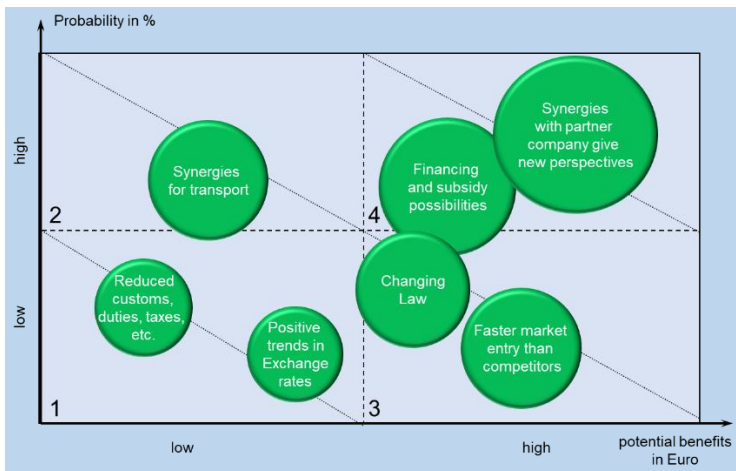 Probability in %
high
low
2
4
1
3
Synergies
for transport
Financing
and subsidy
possibilities
Synergies
with partner
company give
new perspectives
Reduced
customs,
duties, taxes,
etc.
Positive
trends in
Exchange
rates
Changing
Law
Faster market
entry than
competitors
low
high
potential benefits
in Euro